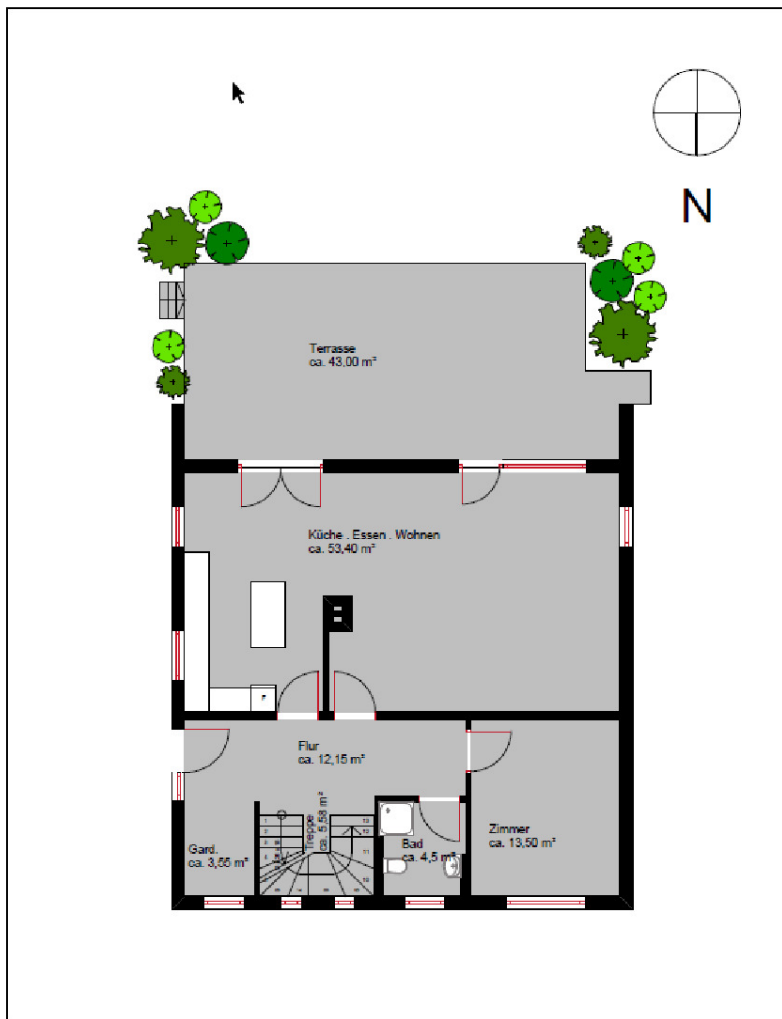 N
Terrasse
ca. 43,00 m²
Küche . Essen . Wohnen
ca. 53,40 m²
F
Flur
ca. 12,15 m²
Treppe
ca. 5,58 m²
Gard.
ca. 3,55 m²
Bad
ca. 4,5 m²
Zimmer
ca. 13,50 m²